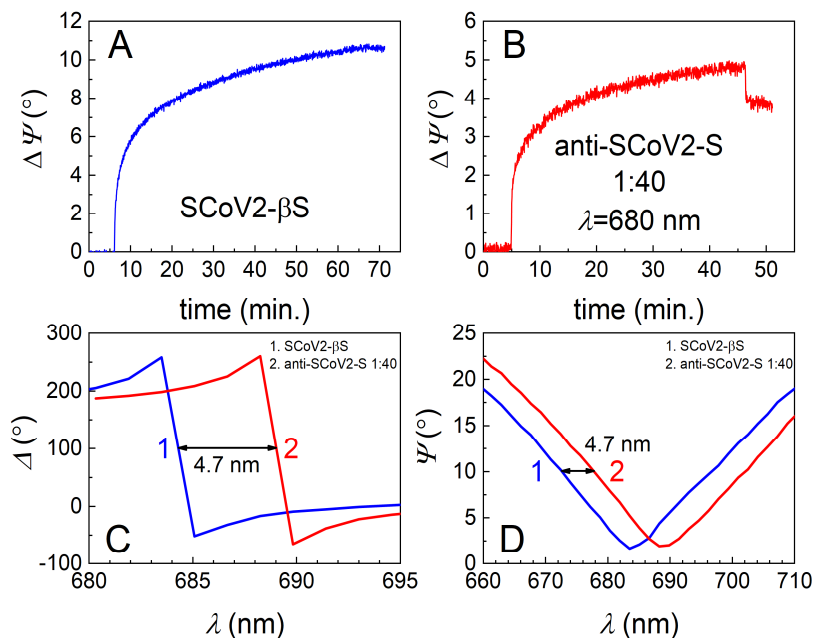 A
ΔΨ(°)
12
10
8
6
4
2
0
SCoV2-βS
0 10 20 30 40 50 60 70
time (min.)
B
ΔΨ(°)
6
5
4
3
2
1
0
anti-SCoV2-S
1:40
λ=680 nm
0 10 20 30 40 50
time (min.)
C
Δ(°)
300
200
100
0
-100
1. SCoV2-βS
2. anti-SCoV2-S 1:40
1
2
4.7 nm
680 685 690 695
λ (nm)
D
Ψ(°)
25
20
15
10
5
0
1. SCoV2-βS
2. anti-SCoV2-S 1:40
4.7 nm
1
2
660 670 680 690 700 710
λ (nm)